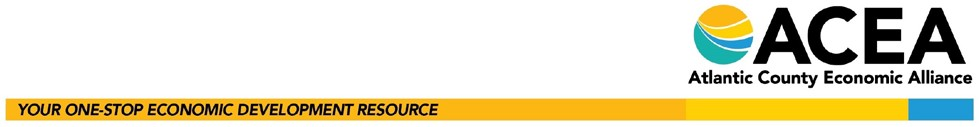 ACEA
Atlantic County Economic Alliance
YOUR ONE-STOP ECONOMIC DEVELOPMENT RESOURCE